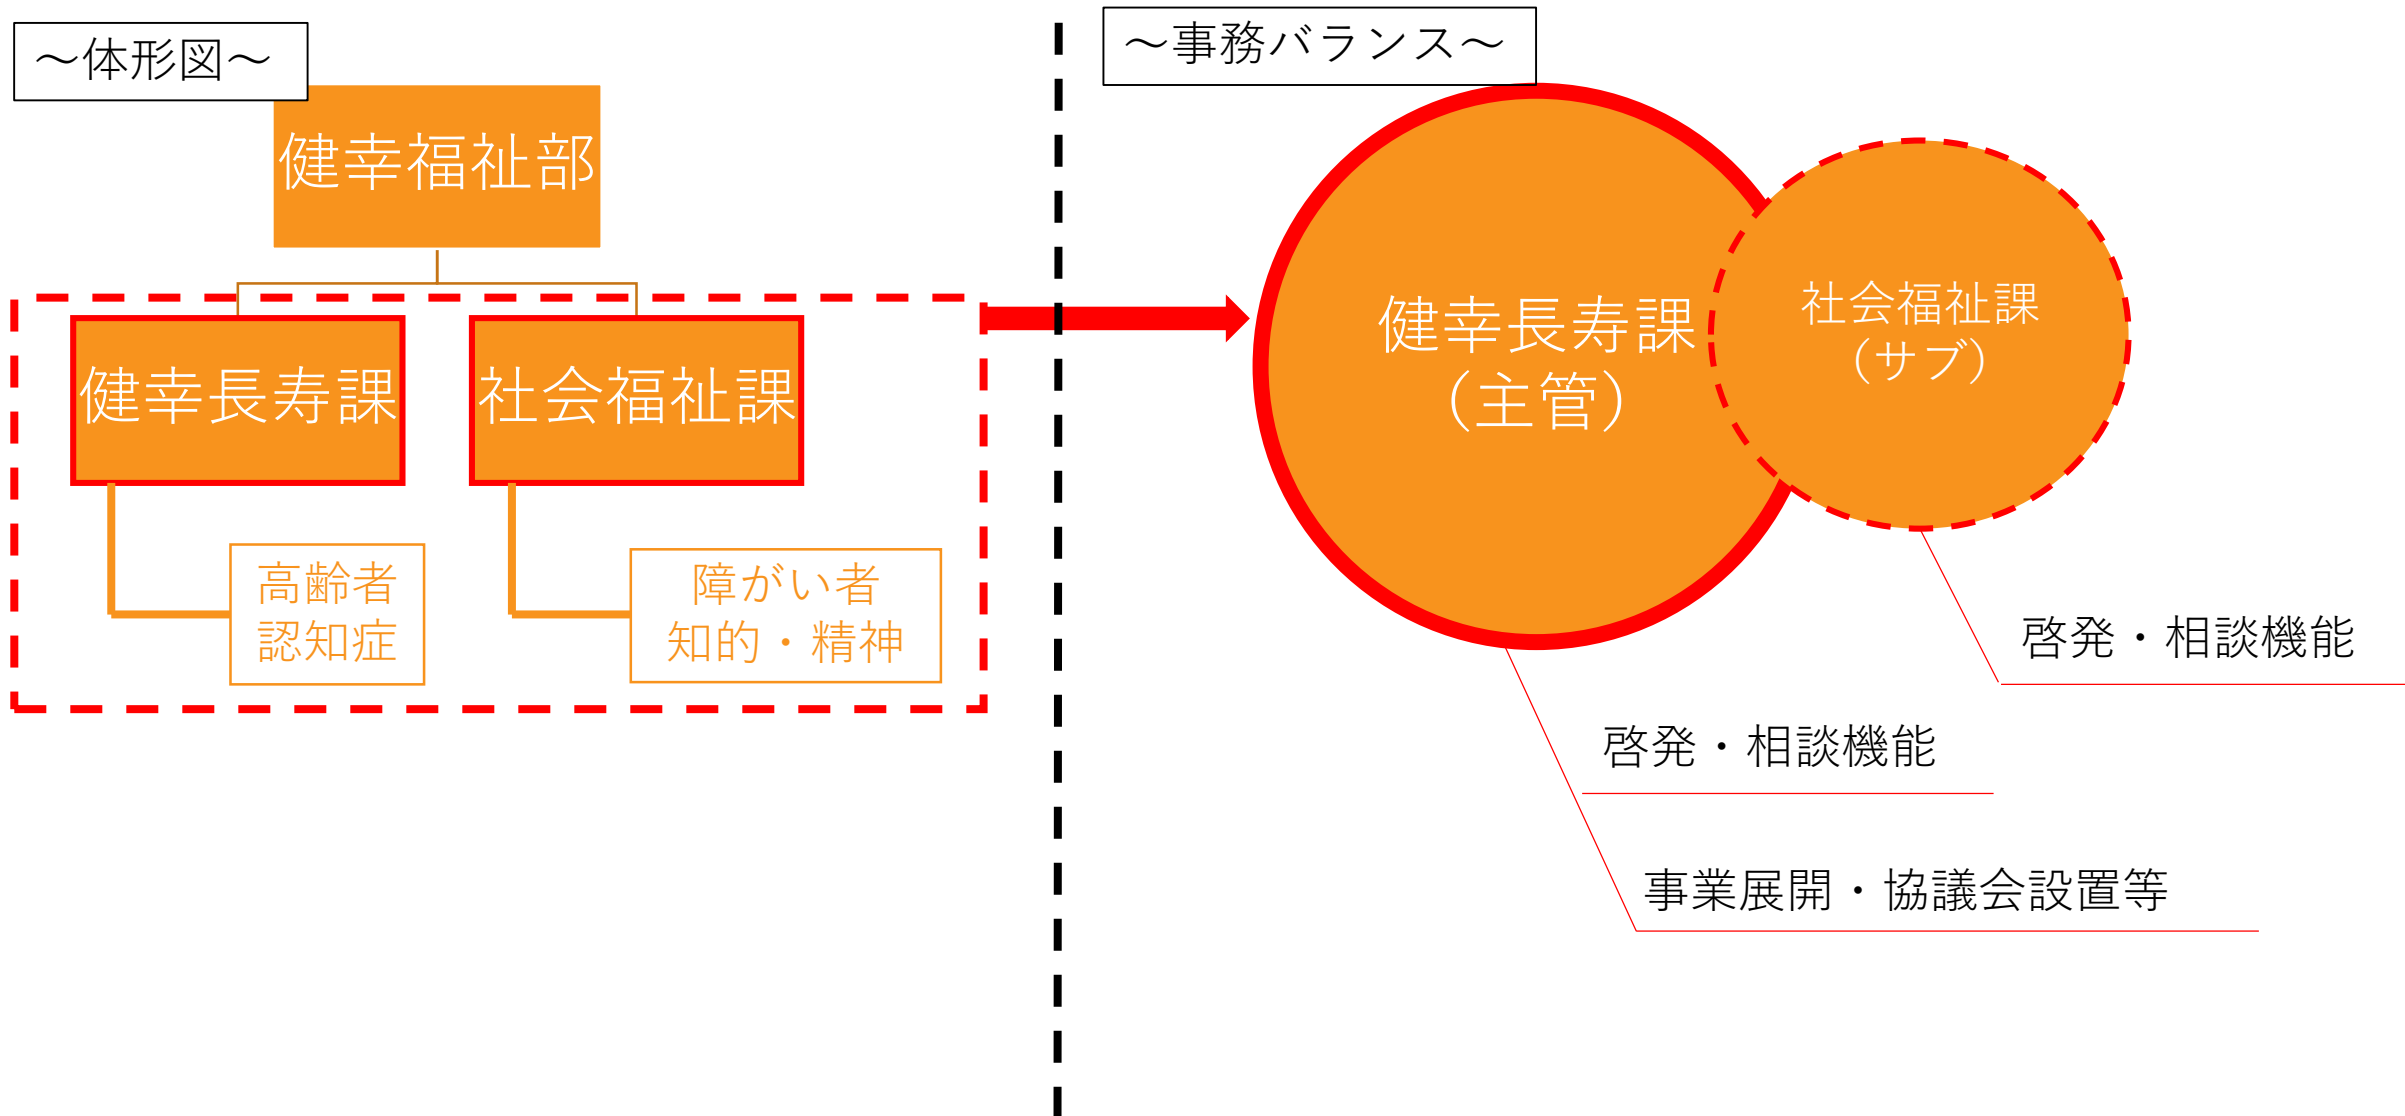 ～体形図～
健幸福祉部
健幸長寿課
社会福祉課
高齢者
認知症
障がい者
知的・精神
～事務バランス～
健幸長寿課
（主管）
社会福祉課
（サブ）
啓発・相談機能
啓発・相談機能
事業展開・協議会設置等